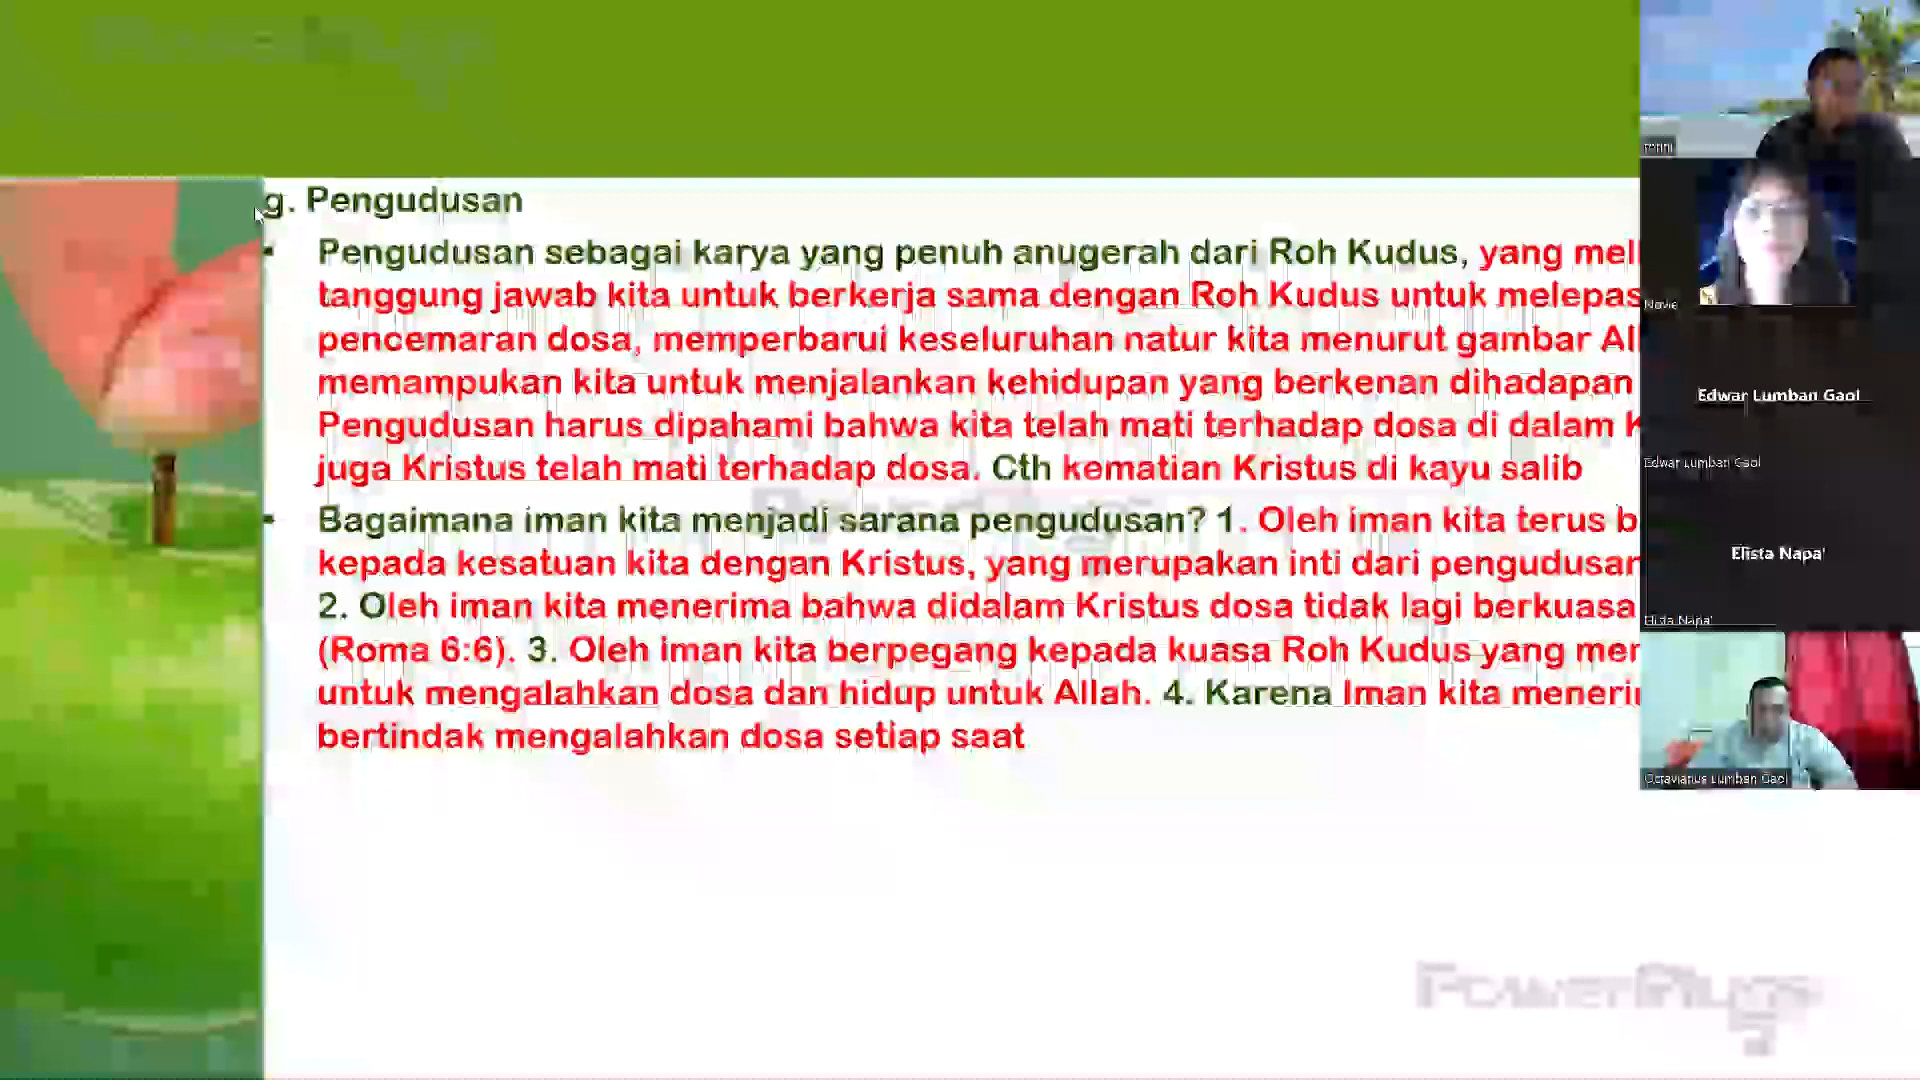 g. Pengudusan
Pengudusan sebagai karya yang penuh anugerah dari Roh Kudus, yang
tanggung jawab kita untuk berkerja sama dengan Roh Kudus untuk
pencemaran dosa, memperbarui keseluruhan natur kita menurut gambar
memampukan kita untuk menjalankan kehidupan yang berkenan dihadapan
Pengudusan harus dipahami bahwa kita telah mati terhadap dosa di dalam
juga Kristus telah mati terhadap dosa. Cth kematian Kristus di kayu salib
Bagaimana iman kita menjadi sarana pengudusan? 1. Oleh iman kita terus
kepada kesatuan kita dengan Kristus, yang merupakan inti dari
2. Oleh iman kita menerima bahwa didalam Kristus dosa tidak lagi berkuasa
(Roma 6:6). 3. Oleh iman kita berpegang kepada kuasa Roh Kudus yang
untuk mengalahkan dosa dan hidup untuk Allah. 4. Karena Iman kita
bertindak mengalahkan dosa setiap saat
PowerPlugs
Edwar Lumban Gaol
Edwar Lumban Gaol
Elista Napa'
Elista Napa'
Octavianus Lumban Gaol